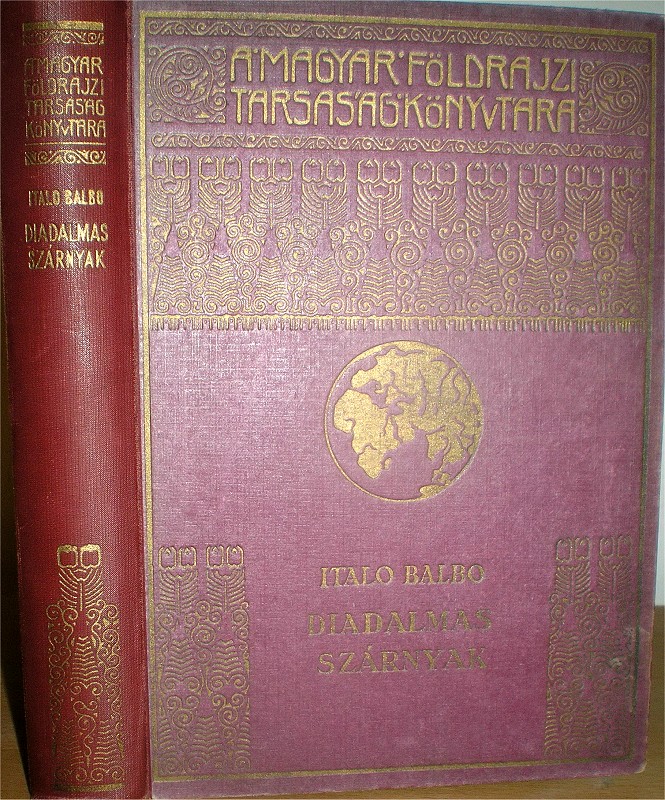 A MAGYAR
FÖLDRAJZI
TÁRSASÁG
KÖNYVTÁRA
ITALO BALBO
DIADALMAS
SZÁRNYAK
A MAGYAR FÖLDRAJZI
TÁRSASÁG KÖNYVTÁRA
ITALO BALBO
DIADALMAS
SZÁRNYAK